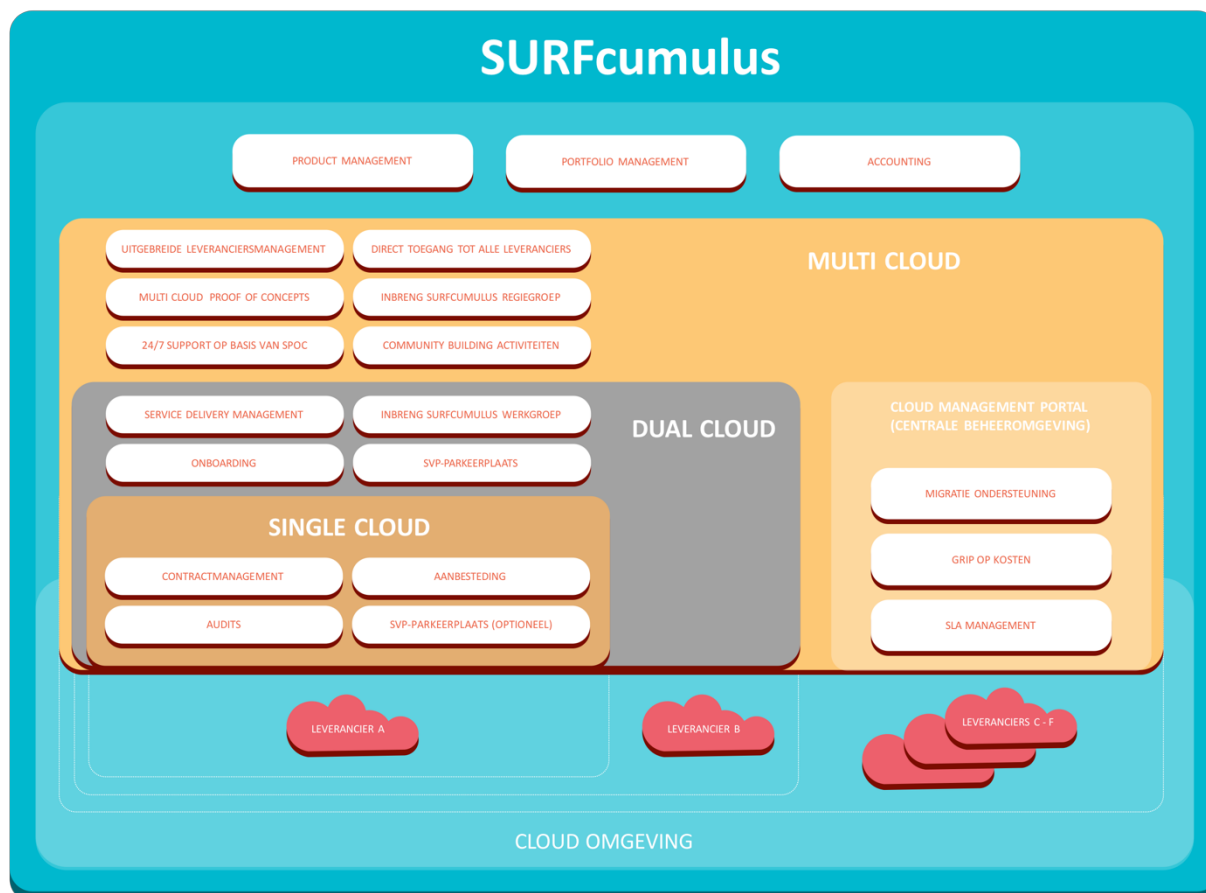 SURFcumulus
PRODUCT MANAGEMENT
PORTFOLIO MANAGEMENT
ACCOUNTING
MULTI CLOUD
UITGEBREIDE LEVERANCIERSMANAGEMENT
DIRECT TOEGANG TOT ALLE LEVERANCIERS
MULTI CLOUD PROOF OF CONCEPTS
INBRENG SURFCUMULUS REGIEGROEP
24/7 SUPPORT OP BASIS VAN SPOC
COMMUNITY BUILDING ACTIVITEITEN
DUAL CLOUD
SERVICE DELIVERY MANAGEMENT
INBRENG SURFCUMULUS WERKGROEP
ONBOARDING
SVP-PARKEERPLAATS
SINGLE CLOUD
CONTRACTMANAGEMENT
AANBESTEDING
AUDITS
SVP-PARKEERPLAATS (OPTIONEEL)
CLOUD MANAGEMENT PORTAL
(CENTRALE BEHEEROMGEVING)
MIGRATIE ONDERSTEUNING
GRIP OP KOSTEN
SLA MANAGEMENT
LEVERANCIER A
LEVERANCIER B
LEVERANCIERS C - F
CLOUD OMGEVING